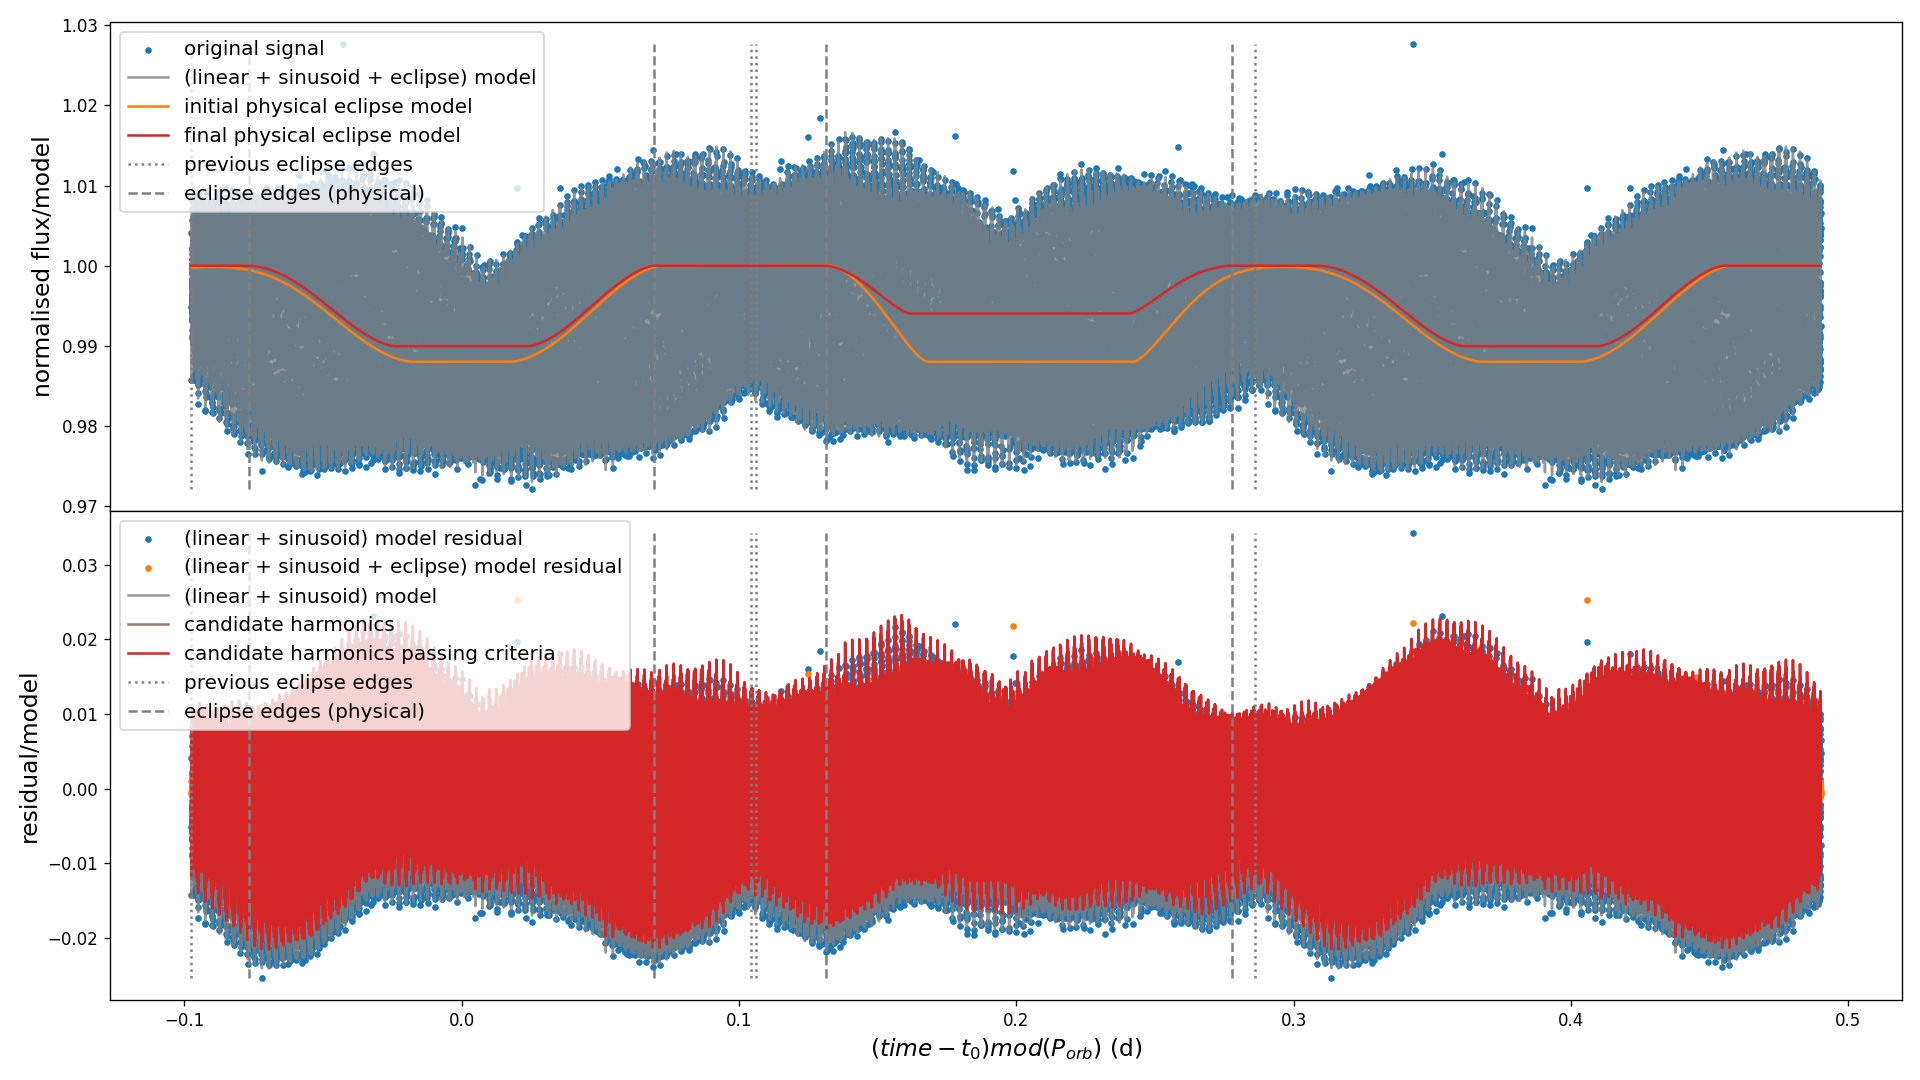 1.03
1.02
1.01
1.00
0.99
0.98
0.97
normalised flux/model
original signal
(linear + sinusoid + eclipse) model
initial physical eclipse model
final physical eclipse model
previous eclipse edges
eclipse edges (physical)
0.03
0.02
0.01
0.00
−0.01
−0.02
residual/model
(linear + sinusoid) model residual
(linear + sinusoid + eclipse) model residual
(linear + sinusoid) model
candidate harmonics
candidate harmonics passing criteria
previous eclipse edges
eclipse edges (physical)
−0.1 0.0 0.1 0.2 0.3 0.4 0.5
(time − t₀)mod(P_orb) (d)